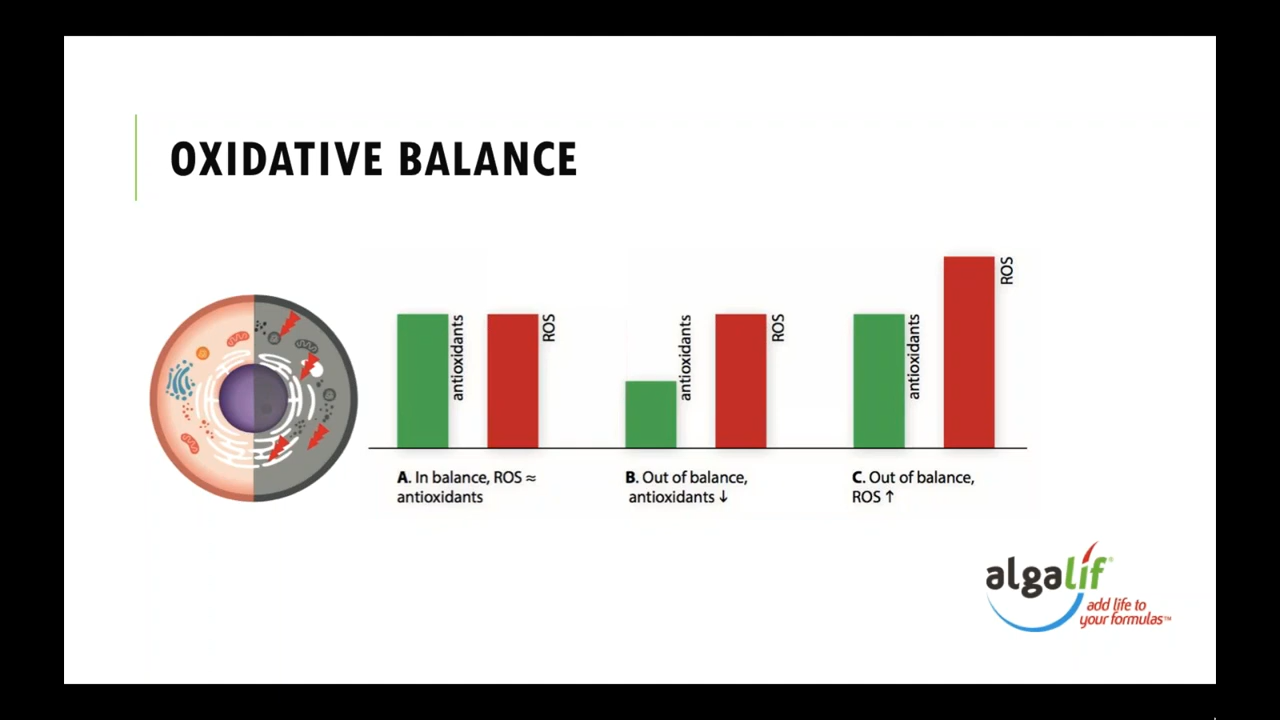 OXIDATIVE BALANCE
antioxidants
ROS
antioxidants
ROS
antioxidants
ROS
A. In balance, ROS ≈
antioxidants
B. Out of balance,
antioxidants ↓
C. Out of balance,
ROS ↑
algalíf®
add life to
your formulas™